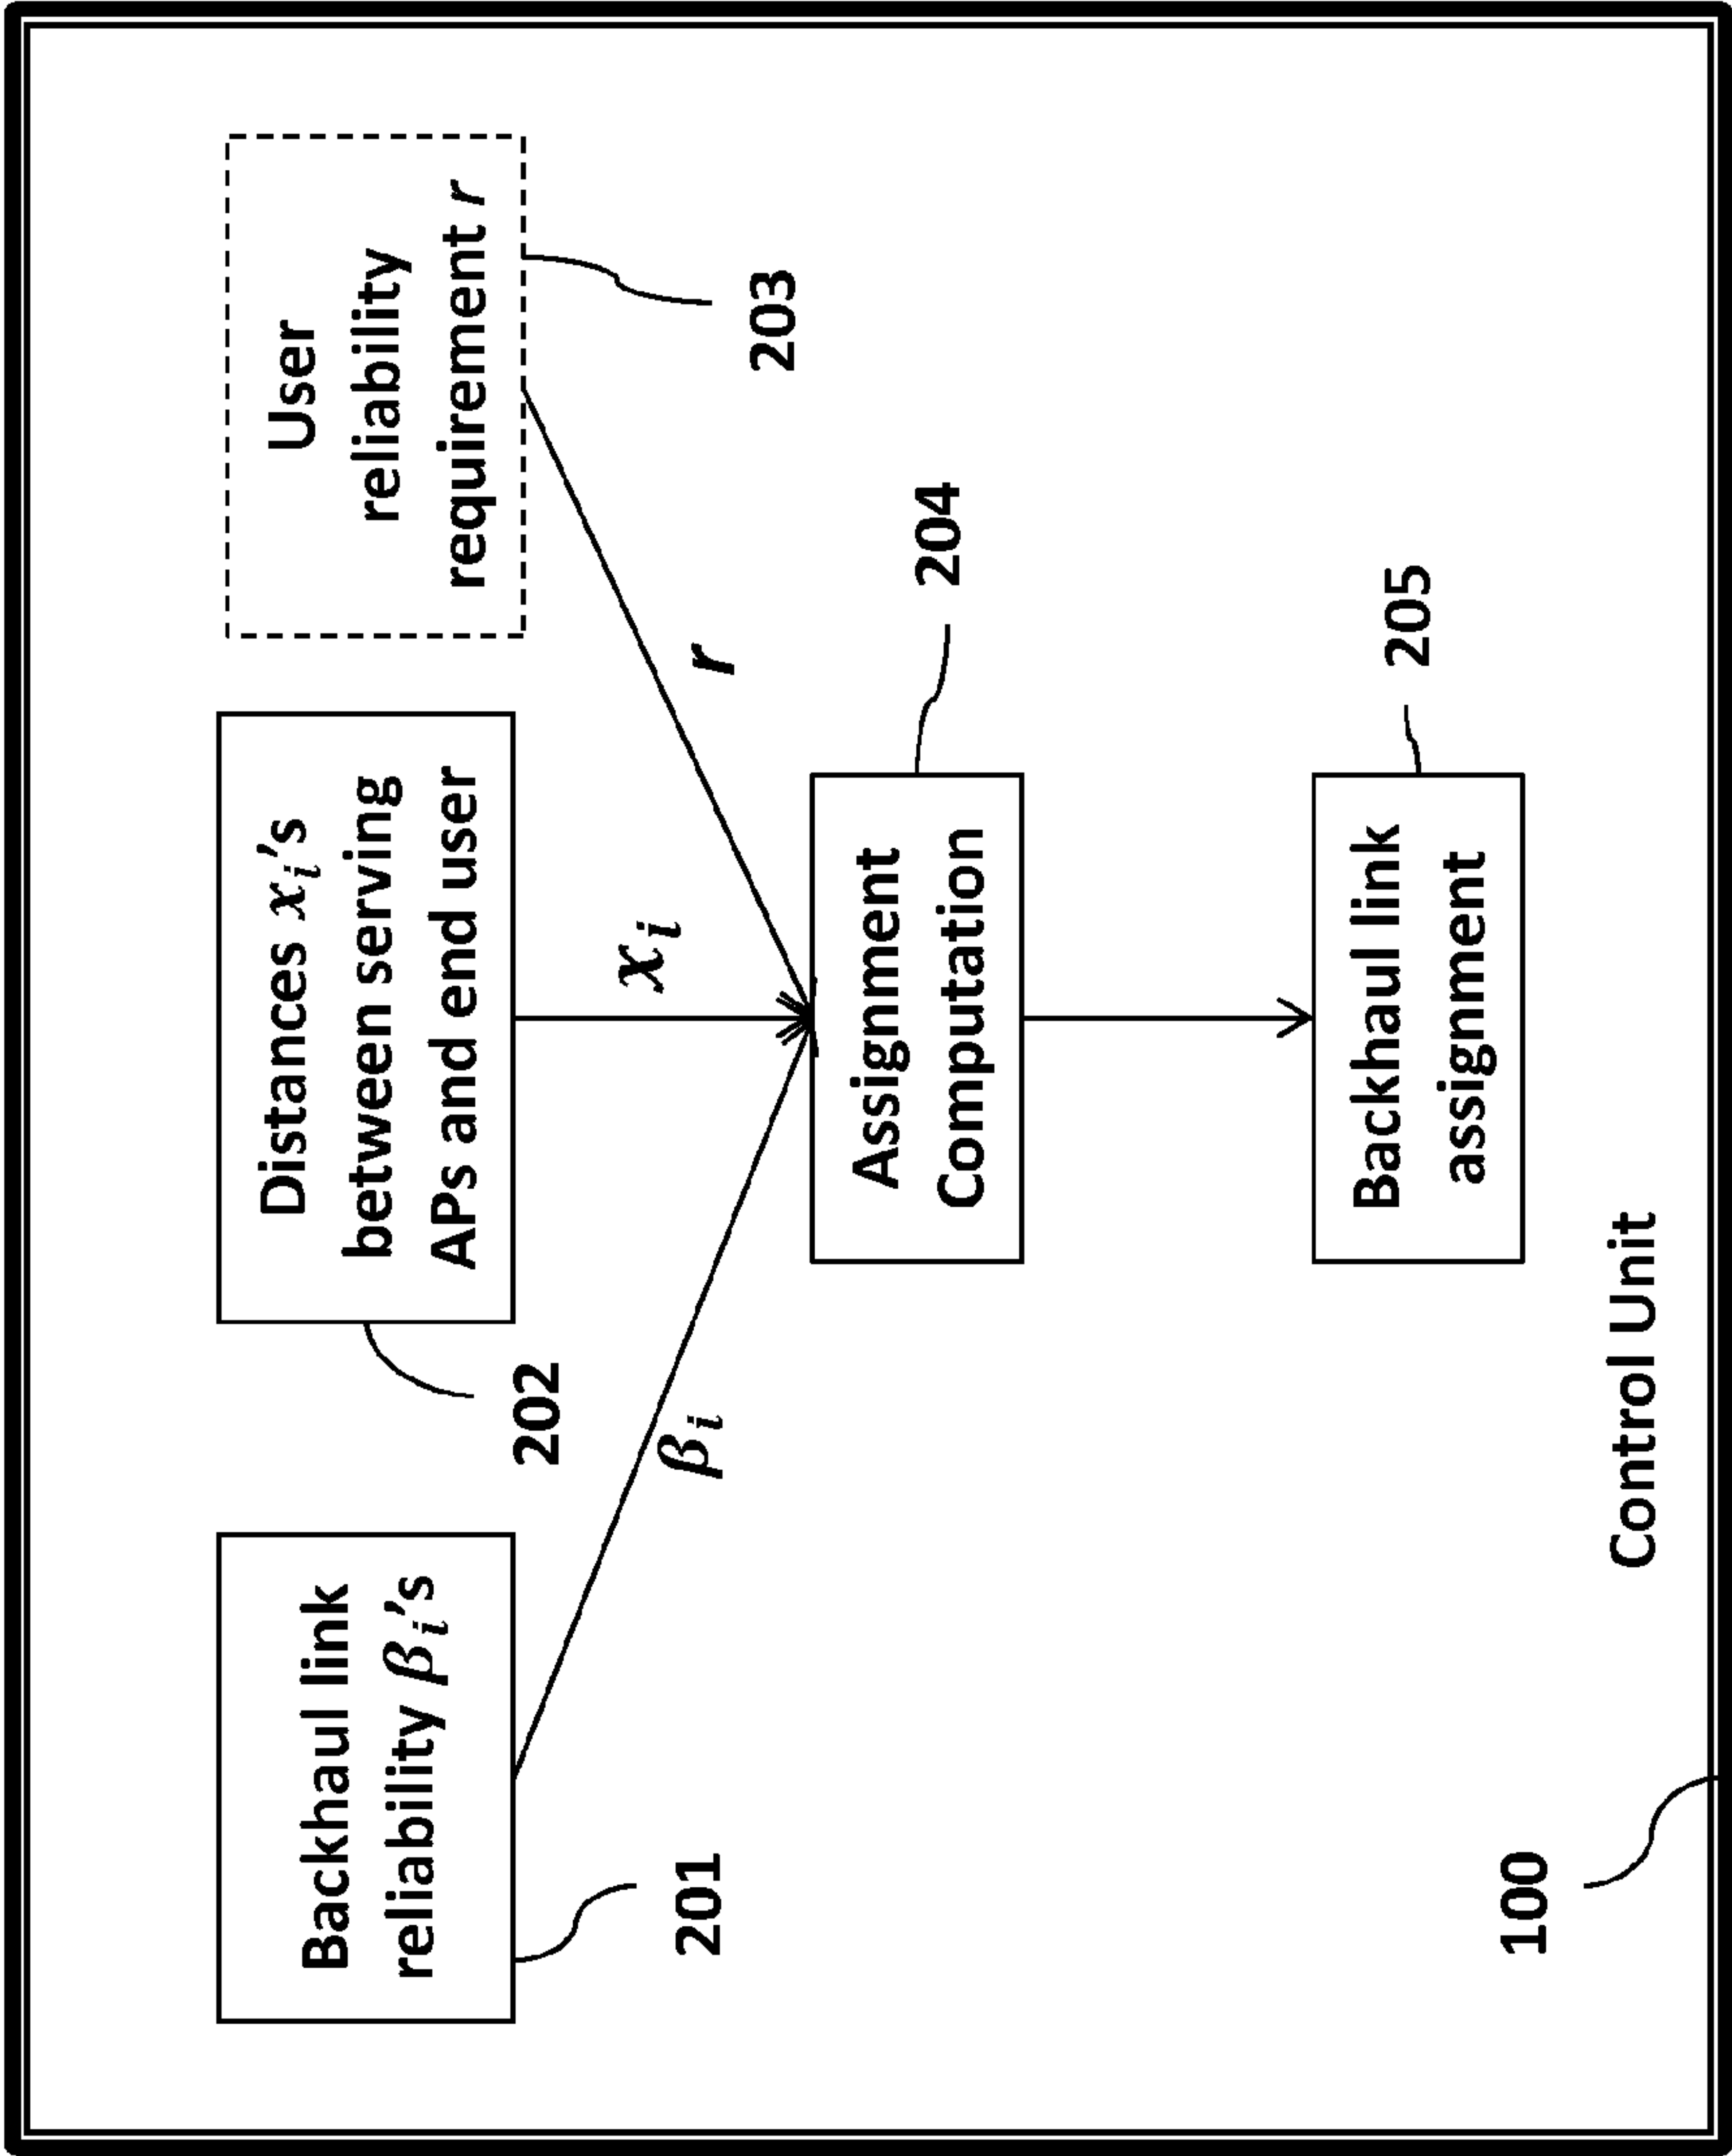 Backhaul link
reliability βᵢ's
201
Distances xᵢ's
between serving
APs and end user
202
User
reliability
requirement r
203
βᵢ
xᵢ
r
Assignment
Computation
204
Backhaul link
assignment
205
Control Unit
100